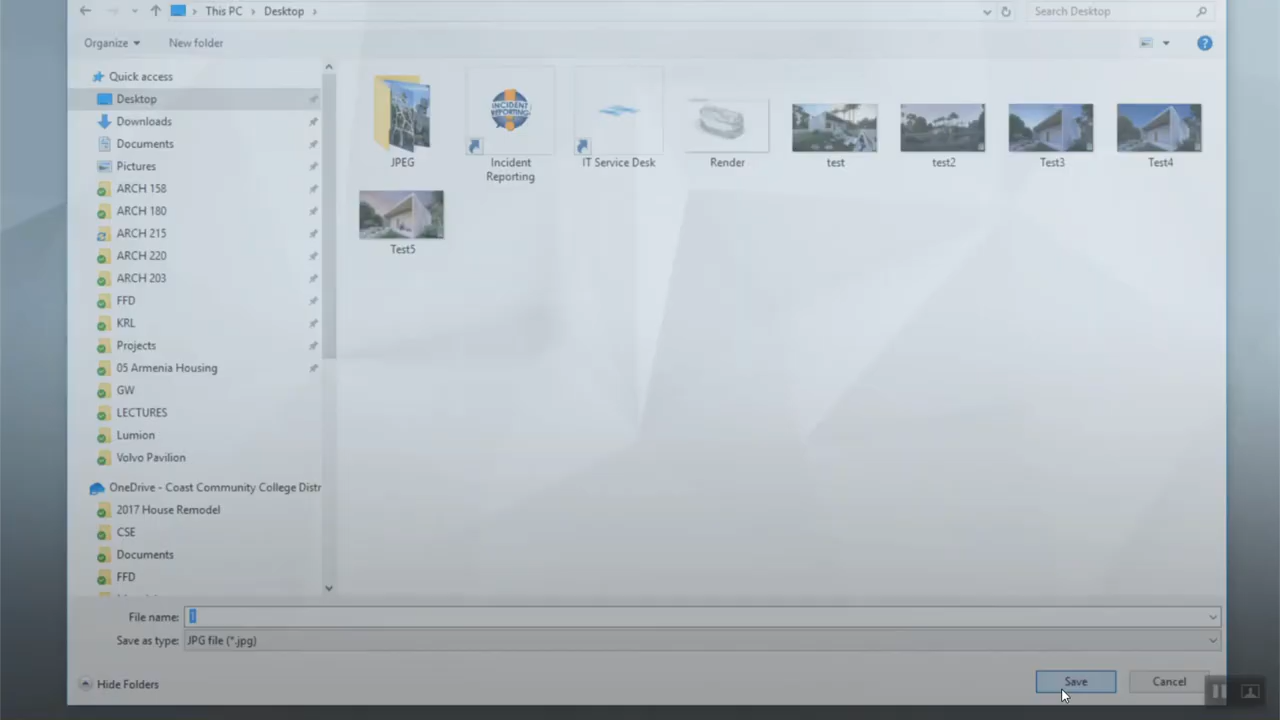 This PC > Desktop >
Search Desktop
Organize
New folder
Quick access
Desktop
Downloads
Documents
Pictures
ARCH 158
ARCH 180
ARCH 215
ARCH 220
ARCH 203
FFD
KRL
Projects
05 Armenia Housing
GW
LECTURES
Lumion
Volvo Pavilion
OneDrive - Coast Community College Distr
2017 House Remodel
CSE
Documents
FFD
JPEG
INCIDENT
REPORTING
Incident
Reporting
IT Service Desk
Render
test
test2
Test3
Test4
Test5
File name: 1
Save as type: JPG file (*.jpg)
Hide Folders
Save
Cancel